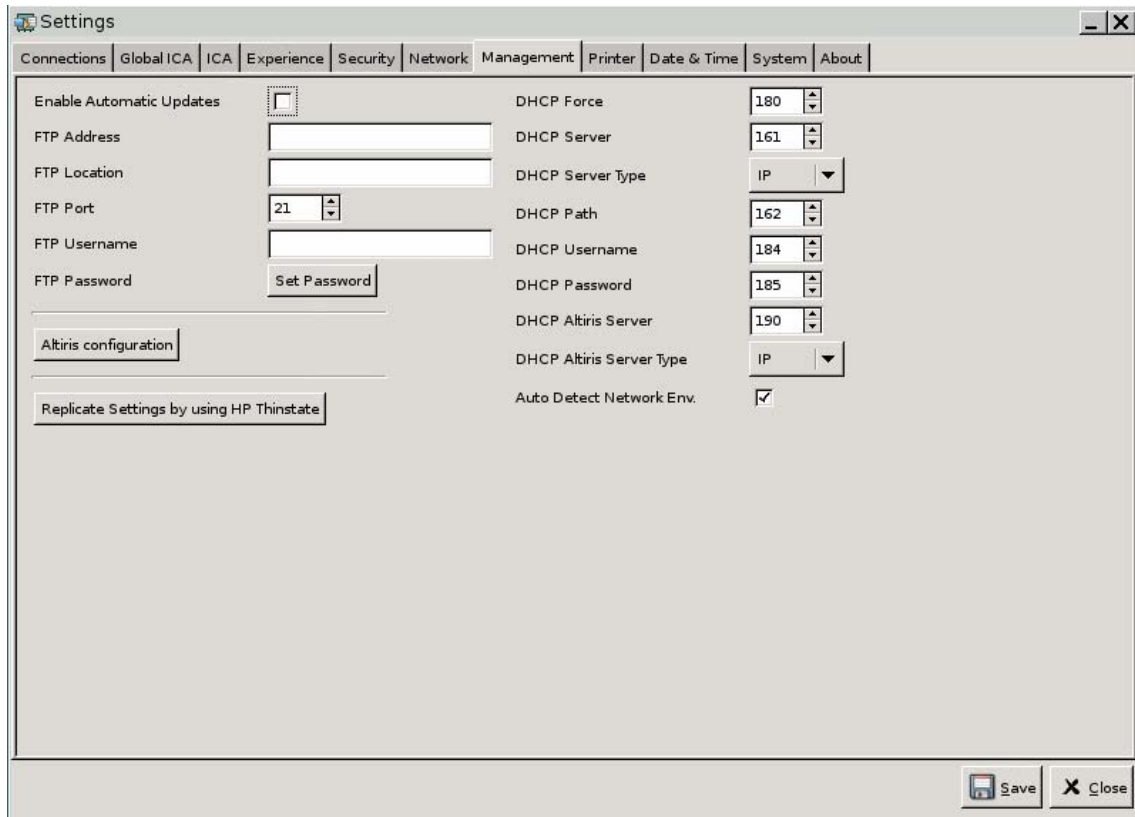 Settings
Connections Global ICA ICA Experience Security Network Management Printer Date & Time System About
Enable Automatic Updates
FTP Address
FTP Location
FTP Port 21
FTP Username
FTP Password Set Password
Altiris configuration
Replicate Settings by using HP Thinstate
DHCP Force 180
DHCP Server 161
DHCP Server Type IP
DHCP Path 162
DHCP Username 184
DHCP Password 185
DHCP Altiris Server 190
DHCP Altiris Server Type IP
Auto Detect Network Env.
Save Close